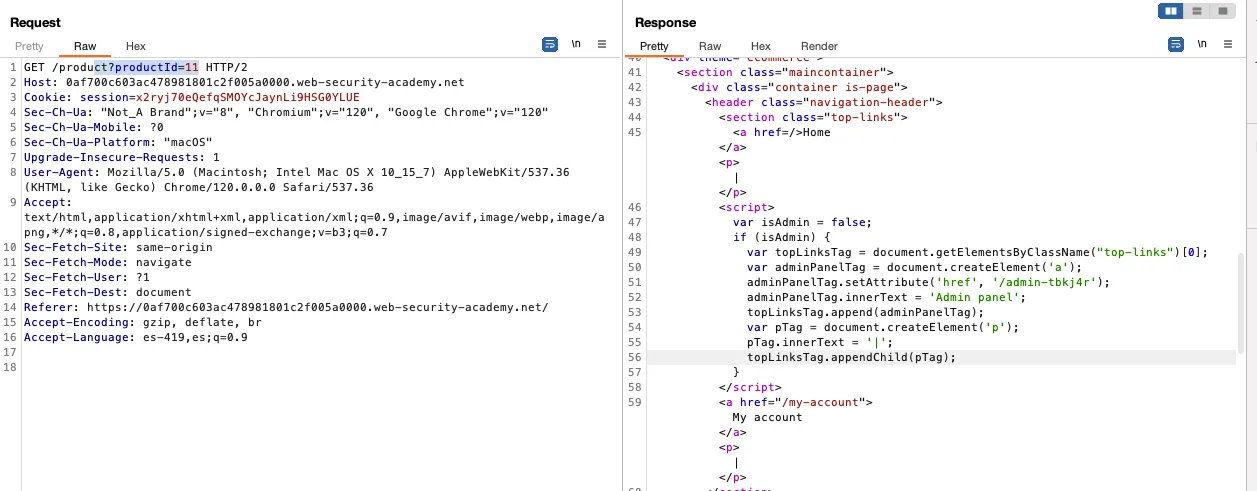 Request
Pretty Raw Hex
\n
1 GET /product?productId=11 HTTP/2
2 Host: 0af700c603ac478981801c2f005a0000.web-security-academy.net
3 Cookie: session=x2ryj70eQefqSMOYcJaynLi9HSG0YLUE
4 Sec-Ch-Ua: "Not_A Brand";v="8", "Chromium";v="120", "Google Chrome";v="120"
5 Sec-Ch-Ua-Mobile: ?0
6 Sec-Ch-Ua-Platform: "macOS"
7 Upgrade-Insecure-Requests: 1
8 User-Agent: Mozilla/5.0 (Macintosh; Intel Mac OS X 10_15_7) AppleWebKit/537.36
(KHTML, like Gecko) Chrome/120.0.0.0 Safari/537.36
9 Accept:
text/html,application/xhtml+xml,application/xml;q=0.9,image/avif,image/webp,image/a
png,*/*;q=0.8,application/signed-exchange;v=b3;q=0.7
10 Sec-Fetch-Site: same-origin
11 Sec-Fetch-Mode: navigate
12 Sec-Fetch-User: ?1
13 Sec-Fetch-Dest: document
14 Referer: https://0af700c603ac478981801c2f005a0000.web-security-academy.net/
15 Accept-Encoding: gzip, deflate, br
16 Accept-Language: es-419,es;q=0.9
17
18
Response
Pretty Raw Hex Render
\n
40 <div theme="ecommerce">
41 <section class="maincontainer">
42 <div class="container is-page">
43 <header class="navigation-header">
44 <section class="top-links">
45 <a href=/>Home
</a>
<p>
|
</p>
46 <script>
47 var isAdmin = false;
48 if (isAdmin) {
49 var topLinksTag = document.getElementsByClassName("top-links")[0];
50 var adminPanelTag = document.createElement('a');
51 adminPanelTag.setAttribute('href', '/admin-tbkj4r');
52 adminPanelTag.innerText = 'Admin panel';
53 topLinksTag.append(adminPanelTag);
54 var pTag = document.createElement('p');
55 pTag.innerText = '|';
56 topLinksTag.appendChild(pTag);
57 }
58 </script>
59 <a href="/my-account">
My account
</a>
<p>
|
</p>
60 </section>